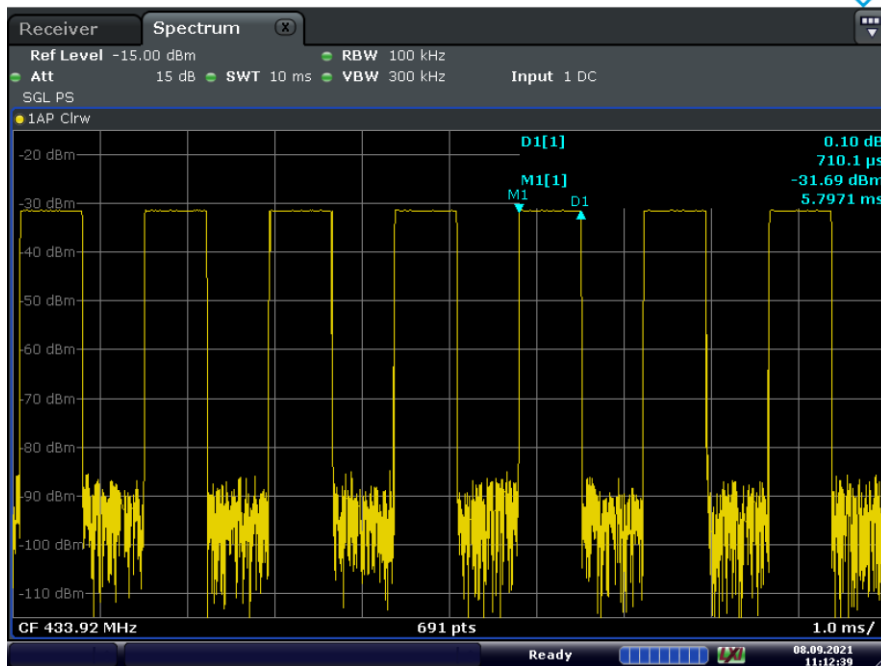 Receiver
Spectrum
X
Ref Level -15.00 dBm
RBW 100 kHz
Att 15 dB SWT 10 ms VBW 300 kHz Input 1 DC
SGL PS
1AP Clrw
D1[1] 0.10 dB
710.1 µs
M1[1] -31.69 dBm
5.7971 ms
M1
D1
-20 dBm
-30 dBm
-40 dBm
-50 dBm
-60 dBm
-70 dBm
-80 dBm
-90 dBm
-100 dBm
-110 dBm
CF 433.92 MHz 691 pts 1.0 ms/
Ready LXI 08.09.2021
11:12:39